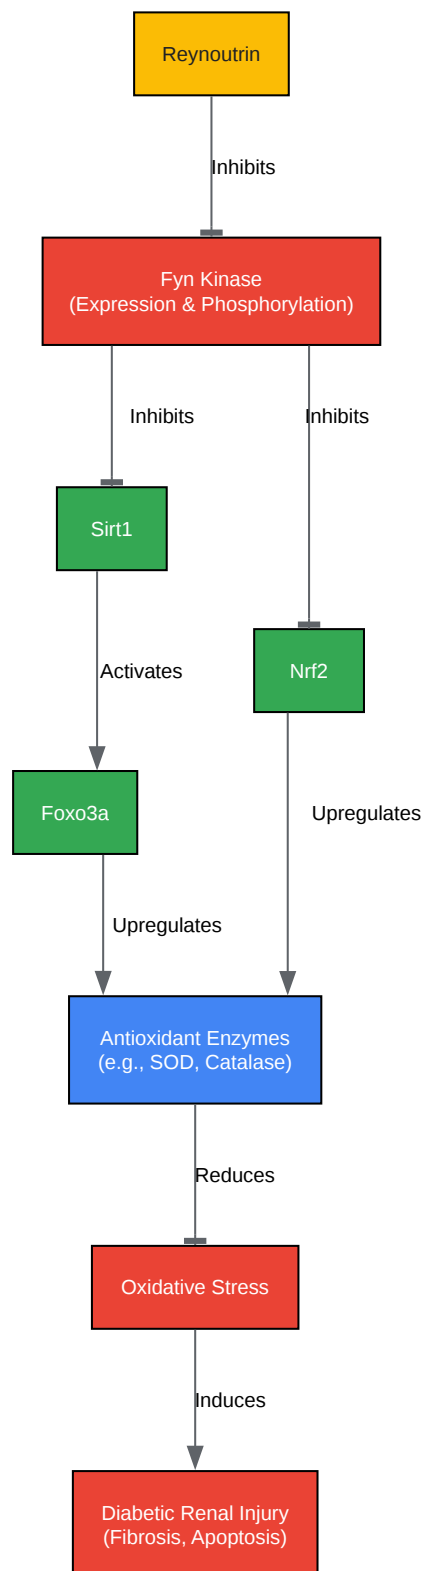 Reynoutrin
Inhibits
Fyn Kinase
(Expression & Phosphorylation)
Inhibits
Inhibits
Sirt1
Activates
Nrf2
Foxo3a
Upregulates
Upregulates
Antioxidant Enzymes
(e.g., SOD, Catalase)
Reduces
Oxidative Stress
Induces
Diabetic Renal Injury
(Fibrosis, Apoptosis)